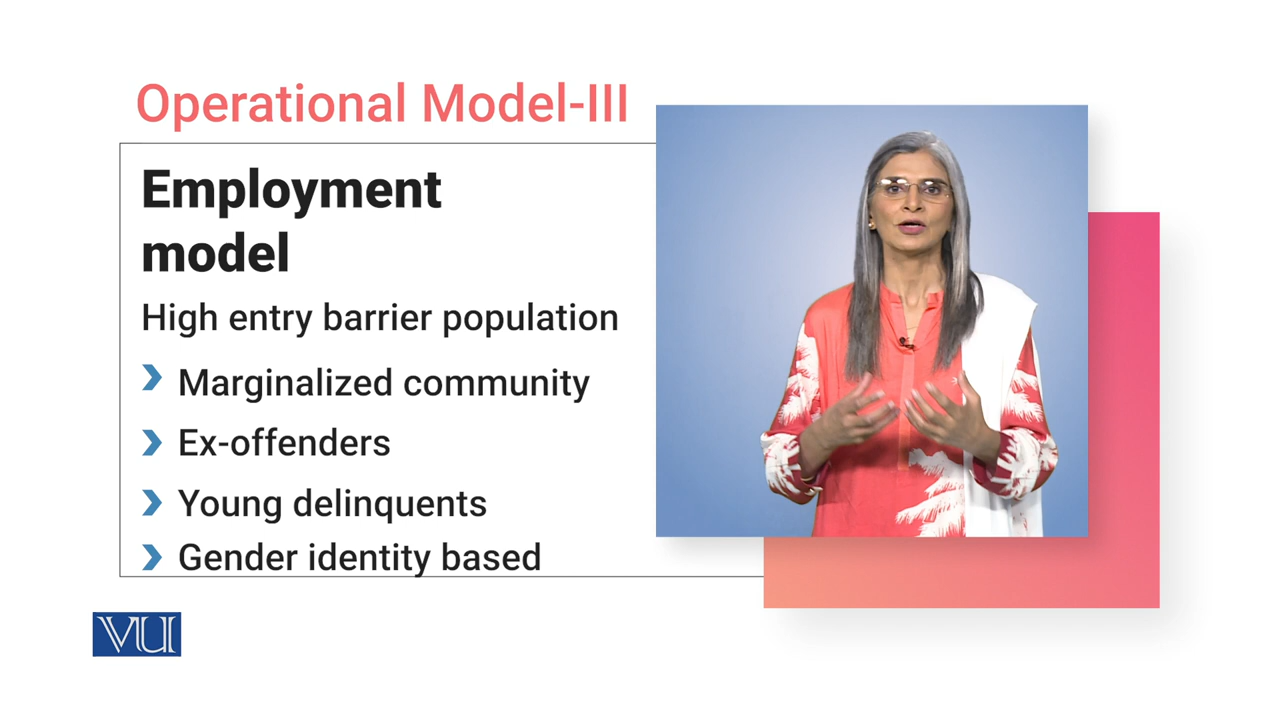 Operational Model-III
Employment
model
High entry barrier population
Marginalized community
Ex-offenders
Young delinquents
Gender identity based
VU